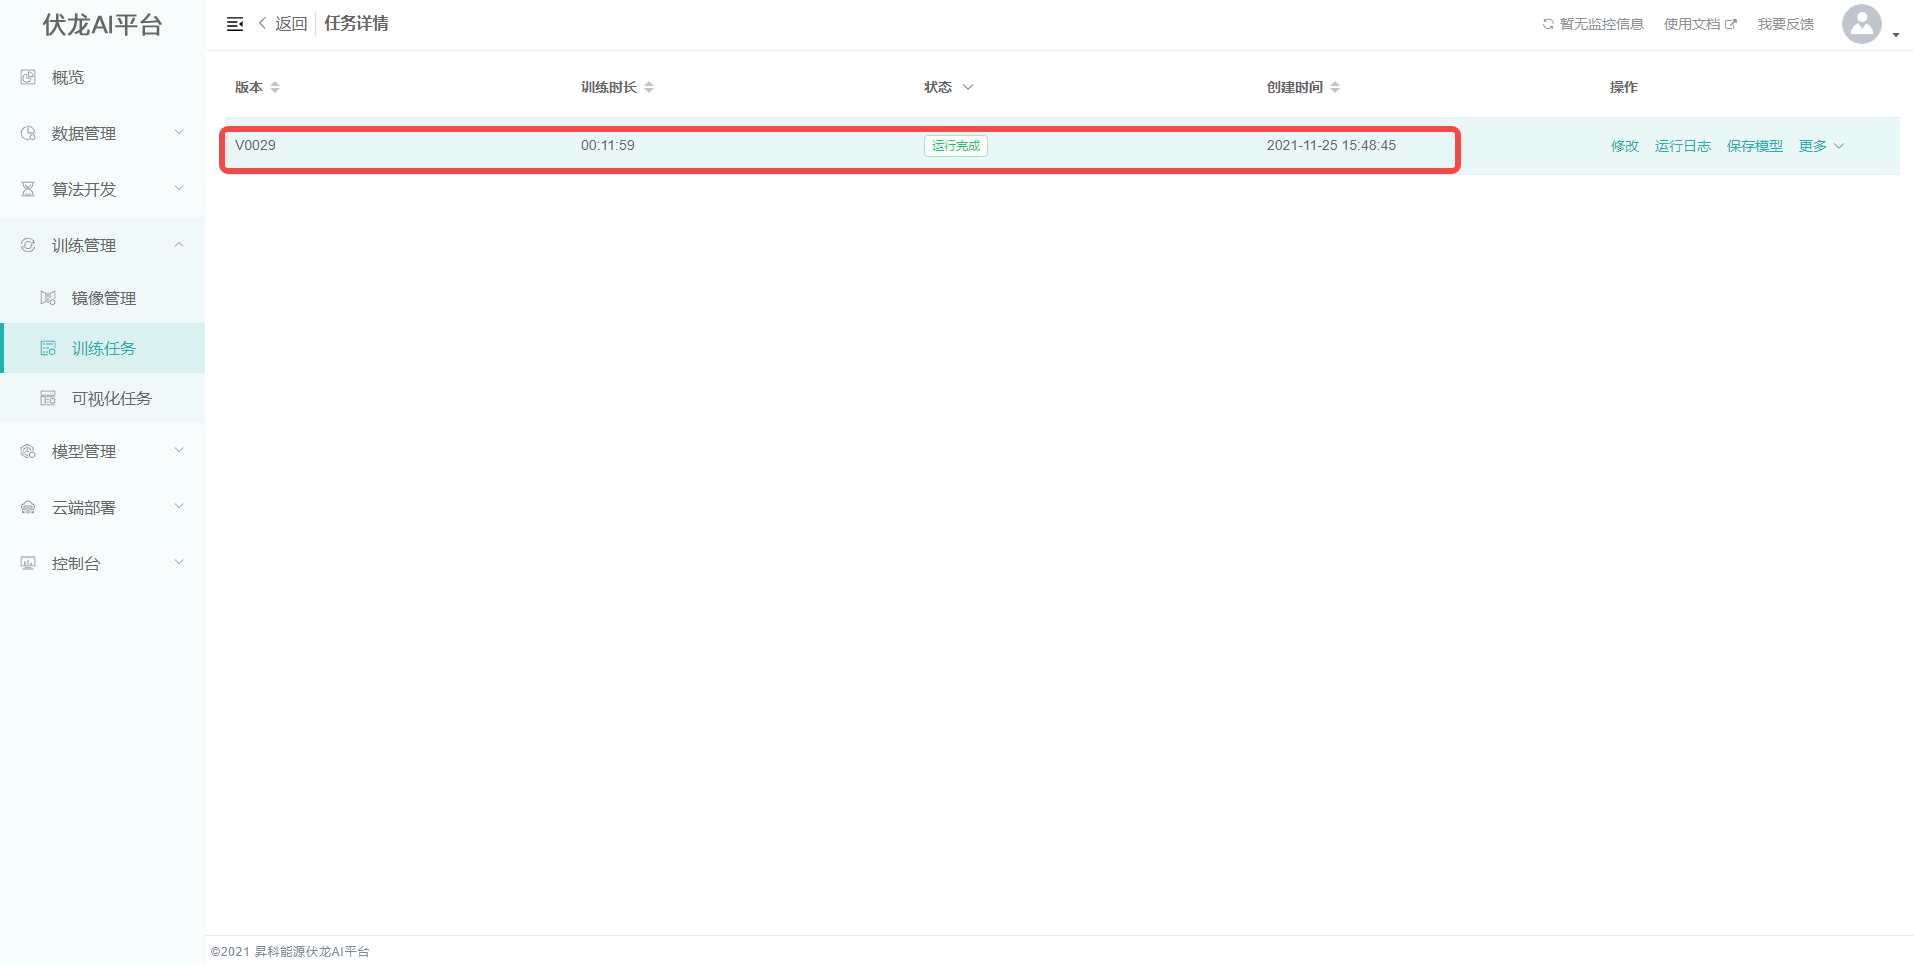 伏龙AI平台
返回 任务详情
暂无监控信息 使用文档 我要反馈
概览
数据管理
算法开发
训练管理
镜像管理
训练任务
可视化任务
模型管理
云端部署
控制台
版本 训练时长 状态 创建时间 操作
V0029 00:11:59 运行完成 2021-11-25 15:48:45 修改 运行日志 保存模型 更多
©2021 昇科能源伏龙AI平台